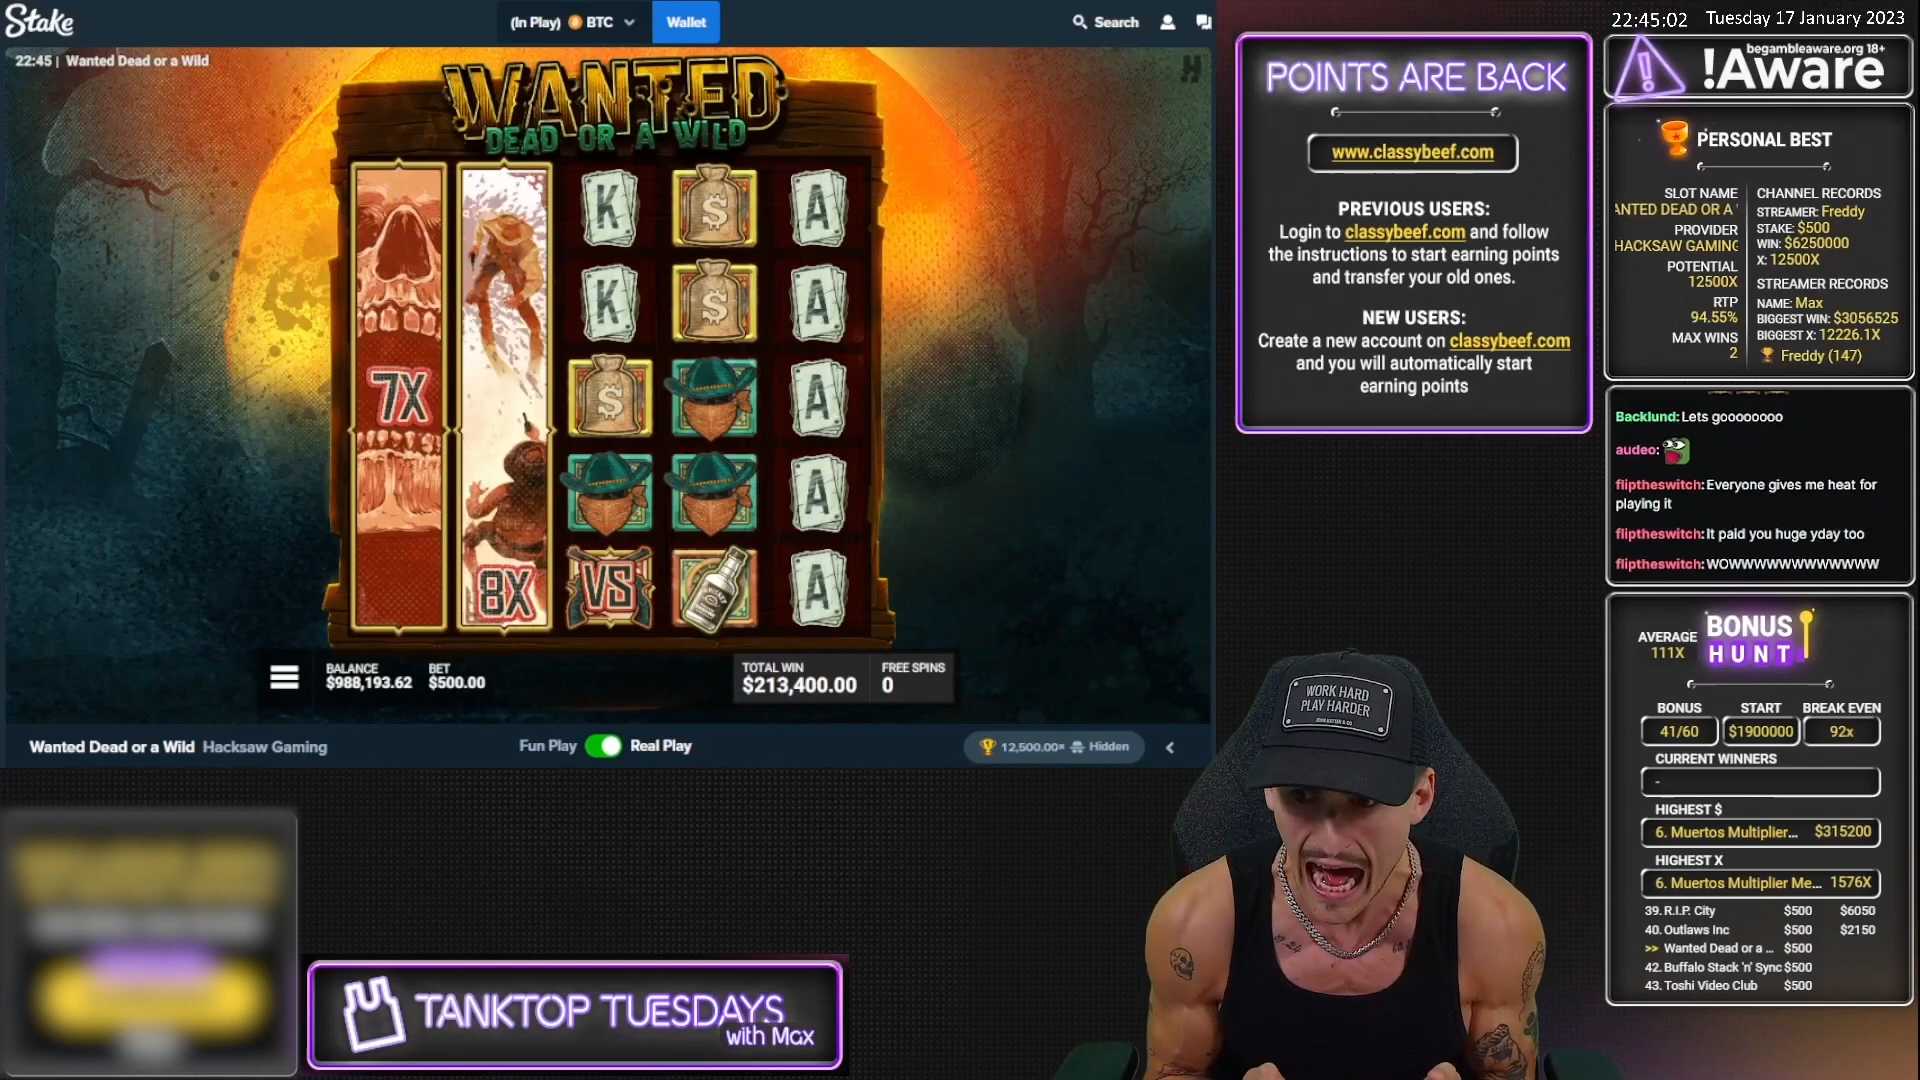 Stake
(In Play) BTC
Wallet
Search
22:45 | Wanted Dead or a Wild
WANTED
DEAD OR A WILD
K
A
K
A
7X
A
A
8X
VS
WHISKEY
A
BALANCE
$988,193.62
BET
$500.00
TOTAL WIN
$213,400.00
FREE SPINS
0
Wanted Dead or a Wild Hacksaw Gaming
Fun Play
Real Play
12,500.00× Hidden
TANKTOP TUESDAYS
with Max
POINTS ARE BACK
www.classybeef.com
PREVIOUS USERS:
Login to classybeef.com and follow
the instructions to start earning points
and transfer your old ones.
NEW USERS:
Create a new account on classybeef.com
and you will automatically start
earning points
WORK HARD
PLAY HARDER
22:45:02 Tuesday 17 January 2023
begambleaware.org 18+
!Aware
PERSONAL BEST
SLOT NAME
ANTED DEAD OR A
PROVIDER
HACKSAW GAMING
POTENTIAL
12500X
RTP
94.55%
MAX WINS
2
CHANNEL RECORDS
STREAMER: Freddy
STAKE: $500
WIN: $6250000
X: 12500X
STREAMER RECORDS
NAME: Max
BIGGEST WIN: $3056525
BIGGEST X: 12226.1X
Freddy (147)
Backlund: Lets goooooooo
audeo:
fliptheswitch: Everyone gives me heat for
playing it
fliptheswitch: It paid you huge yday too
fliptheswitch: WOWWWWWWWWWWWW
AVERAGE
111X
BONUS
HUNT
BONUS START BREAK EVEN
41/60 $1900000 92x
CURRENT WINNERS
-
HIGHEST $
6. Muertos Multiplier... $315200
HIGHEST X
6. Muertos Multiplier Me... 1576X
39. R.I.P. City $500 $6050
40. Outlaws Inc $500 $2150
>> Wanted Dead or a ... $500
42. Buffalo Stack 'n' Sync $500
43. Toshi Video Club $500